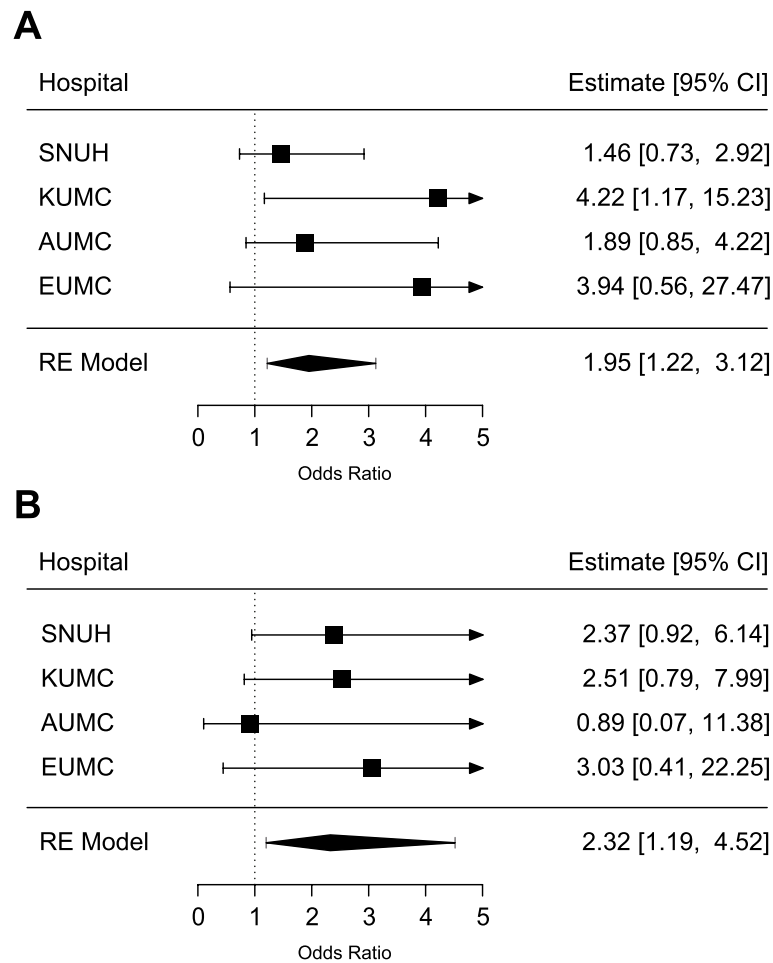 A
Hospital Estimate [95% CI]
SNUH 1.46 [0.73, 2.92]
KUMC 4.22 [1.17, 15.23]
AUMC 1.89 [0.85, 4.22]
EUMC 3.94 [0.56, 27.47]
RE Model 1.95 [1.22, 3.12]
0 1 2 3 4 5
Odds Ratio
B
Hospital Estimate [95% CI]
SNUH 2.37 [0.92, 6.14]
KUMC 2.51 [0.79, 7.99]
AUMC 0.89 [0.07, 11.38]
EUMC 3.03 [0.41, 22.25]
RE Model 2.32 [1.19, 4.52]
0 1 2 3 4 5
Odds Ratio